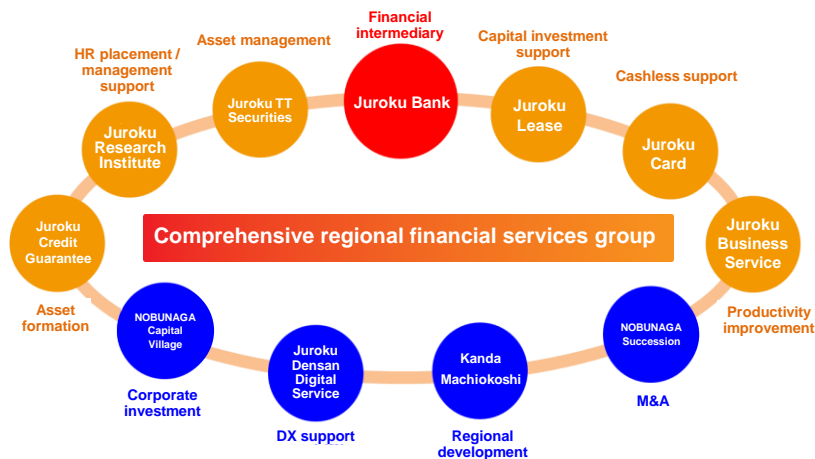 Financial
intermediary
Juroku Bank
Capital investment
support
Juroku
Lease
Cashless support
Juroku
Card
Juroku
Business
Service
Productivity
improvement
NOBUNAGA
Succession
M&A
Kanda
Machiokoshi
Regional
development
Juroku
Densan
Digital
Service
DX support
NOBUNAGA
Capital
Village
Corporate
investment
Juroku
Credit
Guarantee
Asset
formation
HR placement /
management
support
Juroku
Research
Institute
Asset management
Juroku TT
Securities
Comprehensive regional financial services group